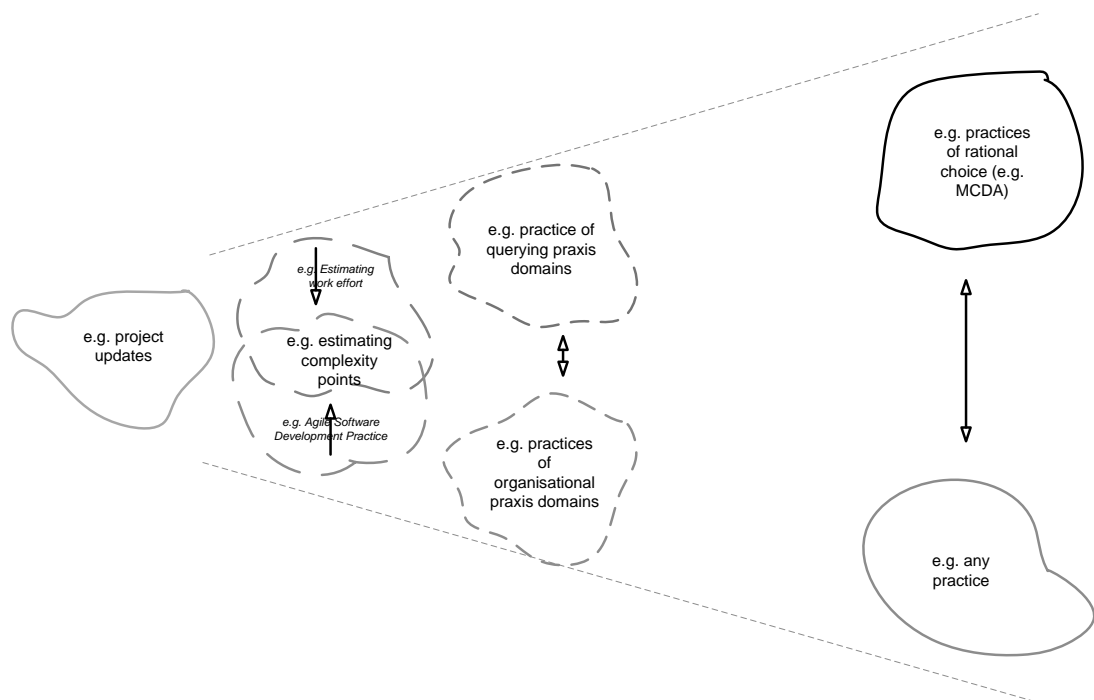 e.g. project
updates
e.g. Estimating
work effort
e.g. estimating
complexity
points
e.g. Agile Software
Development Practice
e.g. practice of
querying praxis
domains
e.g. practices
of
organisational
praxis domains
e.g. practices
of rational
choice (e.g.
MCDA)
e.g. any
practice